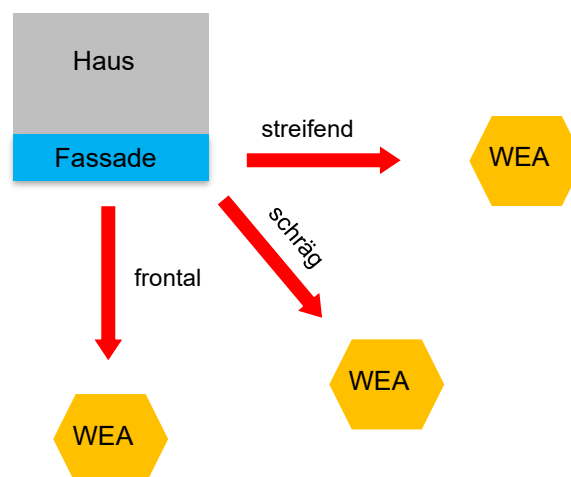 Haus
streifend
Fassade
WEA
schräg
frontal
WEA
WEA